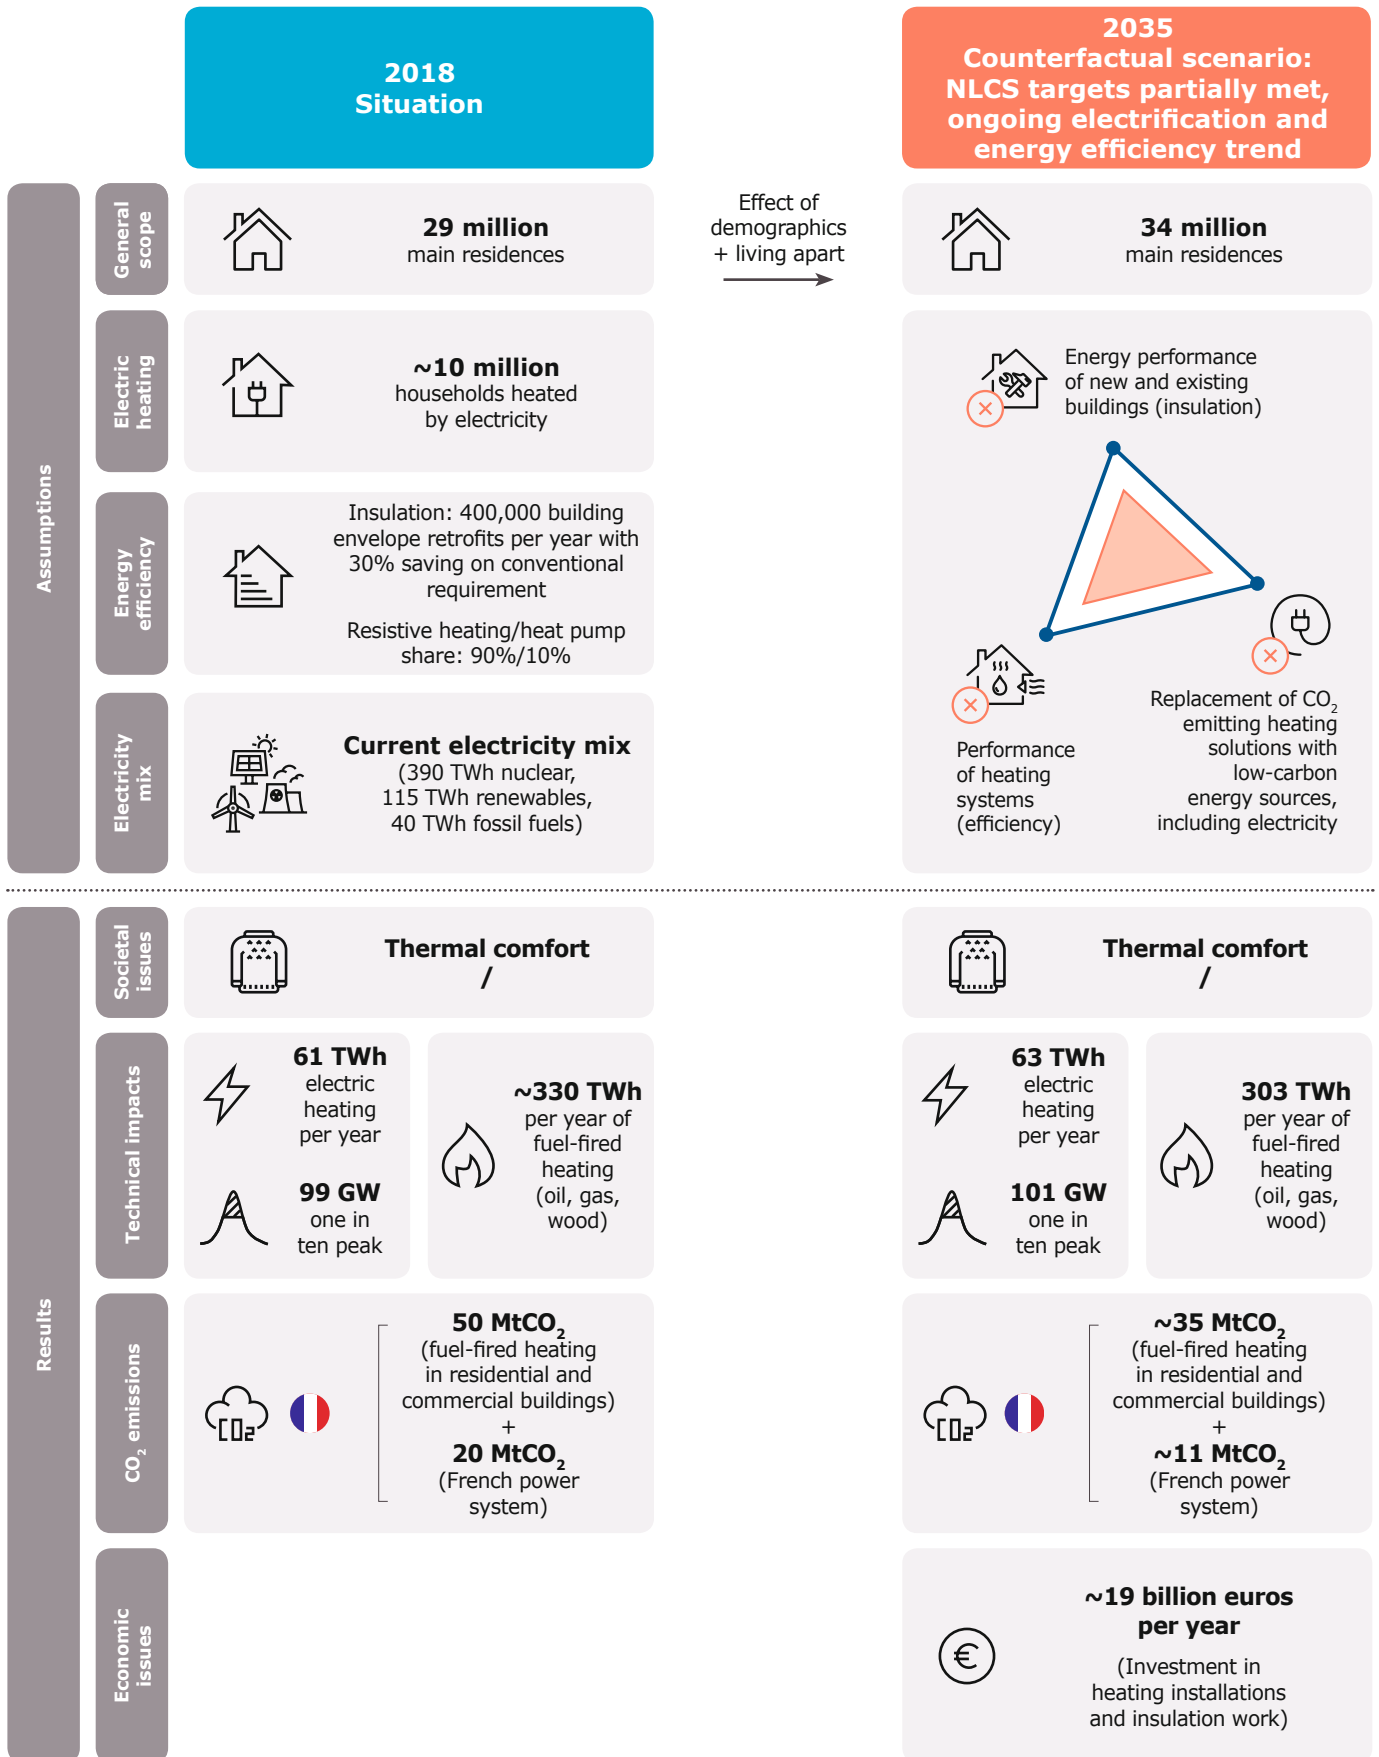 2018
Situation
2035
Counterfactual scenario:
NLCS targets partially met,
ongoing electrification and
energy efficiency trend
Assumptions
General
scope
29 million
main residences
Effect of
demographics
+ living apart
34 million
main residences
Electric
heating
~10 million
households heated
by electricity
Energy
efficiency
Insulation: 400,000 building
envelope retrofits per year with
30% saving on conventional
requirement
Resistive heating/heat pump
share: 90%/10%
Electricity
mix
Current electricity mix
(390 TWh nuclear,
115 TWh renewables,
40 TWh fossil fuels)
Energy performance
of new and existing
buildings (insulation)
Performance
of heating
systems
(efficiency)
Replacement of CO2
emitting heating
solutions with
low-carbon
energy sources,
including electricity
Results
Societal
issues
Thermal comfort
/
Thermal comfort
/
Technical impacts
61 TWh
electric
heating
per year
99 GW
one in
ten peak
~330 TWh
per year of
fuel-fired
heating
(oil, gas,
wood)
63 TWh
electric
heating
per year
101 GW
one in
ten peak
303 TWh
per year of
fuel-fired
heating
(oil, gas,
wood)
CO2 emissions
CO2
50 MtCO2
(fuel-fired heating
in residential and
commercial buildings)
+
20 MtCO2
(French power
system)
CO2
~35 MtCO2
(fuel-fired heating
in residential and
commercial buildings)
+
~11 MtCO2
(French power
system)
Economic
issues
€
~19 billion euros
per year
(Investment in
heating installations
and insulation work)